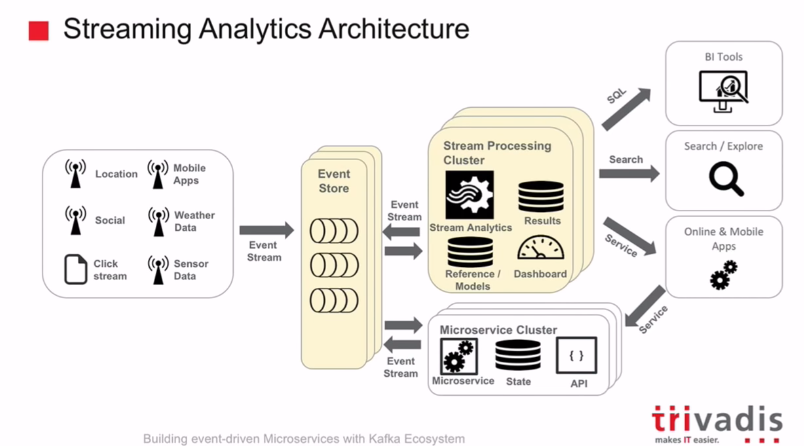 Streaming Analytics Architecture
Location
Mobile
Apps
Social
Weather
Data
Click
stream
Sensor
Data
Event
Stream
Event
Store
Event
Stream
Stream Processing
Cluster
Stream Analytics
Results
Reference /
Models
Dashboard
SQL
Search
Service
BI Tools
Search / Explore
Online & Mobile
Apps
Service
Event
Stream
Microservice Cluster
Microservice
{ }
State
API
trivadis
makes IT easier.
Building event-driven Microservices with Kafka Ecosystem